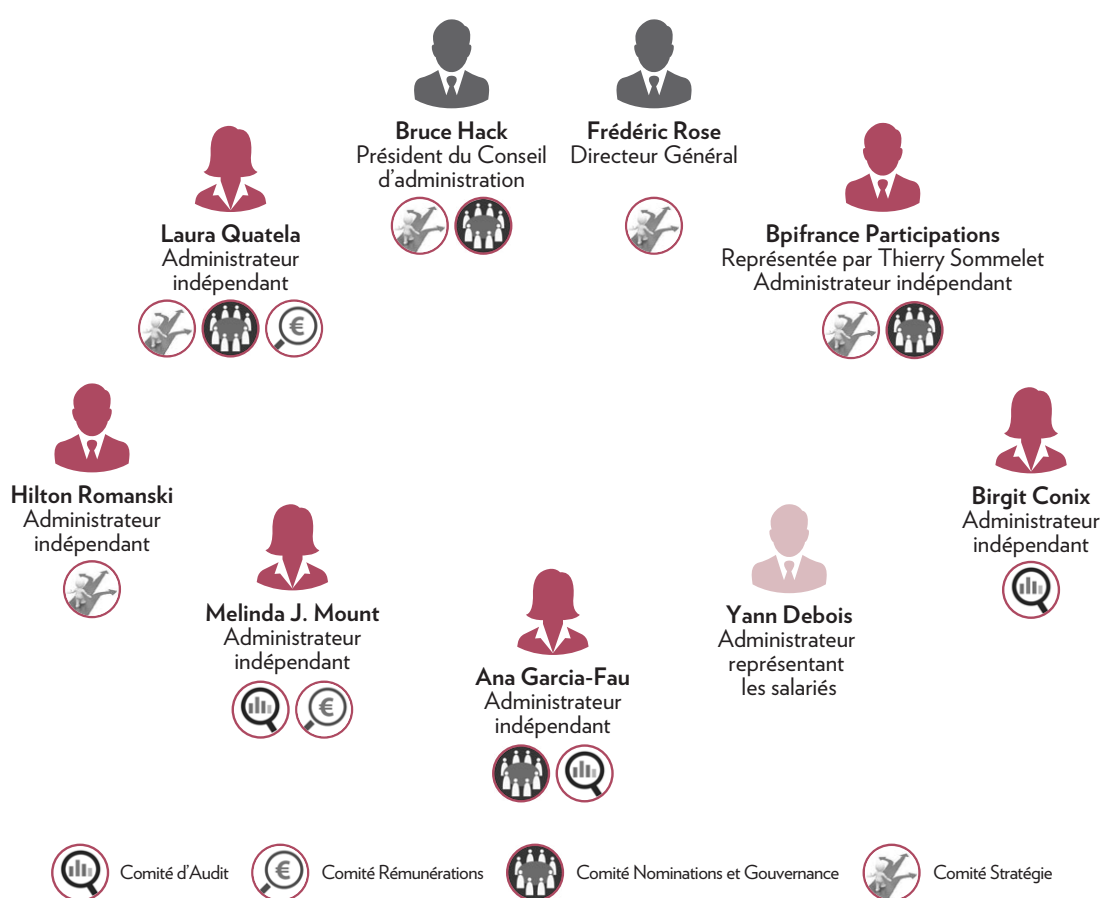 Bruce Hack
Président du Conseil
d'administration
Frédéric Rose
Directeur Général
Laura Quatela
Administrateur
indépendant
€
Bpifrance Participations
Représentée par Thierry Sommelet
Administrateur indépendant
Hilton Romanski
Administrateur
indépendant
Birgit Conix
Administrateur
indépendant
Melinda J. Mount
Administrateur
indépendant
€
Ana Garcia-Fau
Administrateur
indépendant
Yann Debois
Administrateur
représentant
les salariés
Comité d'Audit
€
Comité Rémunérations
Comité Nominations et Gouvernance
Comité Stratégie